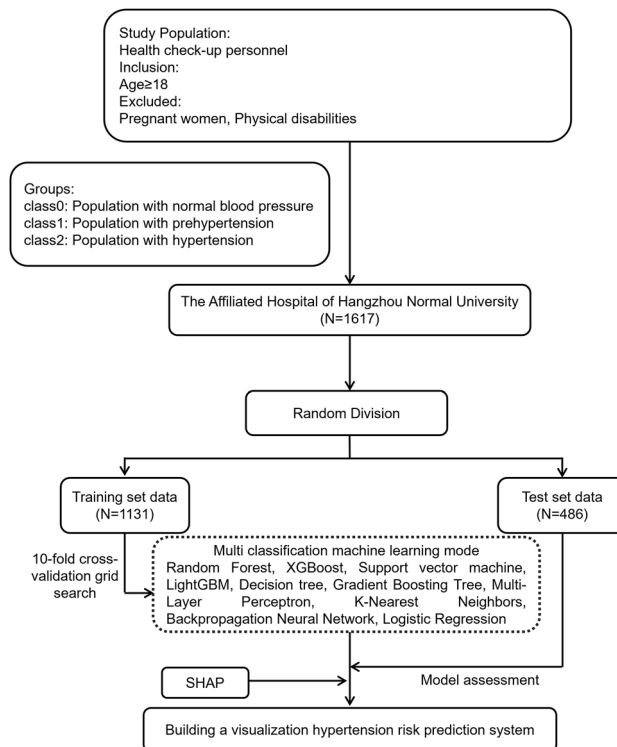 Study Population:
Health check-up personnel
Inclusion:
Age≥18
Excluded:
Pregnant women, Physical disabilities
Groups:
class0: Population with normal blood pressure
class1: Population with prehypertension
class2: Population with hypertension
The Affiliated Hospital of Hangzhou Normal University
(N=1617)
Random Division
Training set data
(N=1131)
Test set data
(N=486)
10-fold cross-
validation grid
search
Multi classification machine learning mode
Random Forest, XGBoost, Support vector machine,
LightGBM, Decision tree, Gradient Boosting Tree, Multi-
Layer Perceptron, K-Nearest Neighbors,
Backpropagation Neural Network, Logistic Regression
SHAP
Model assessment
Building a visualization hypertension risk prediction system